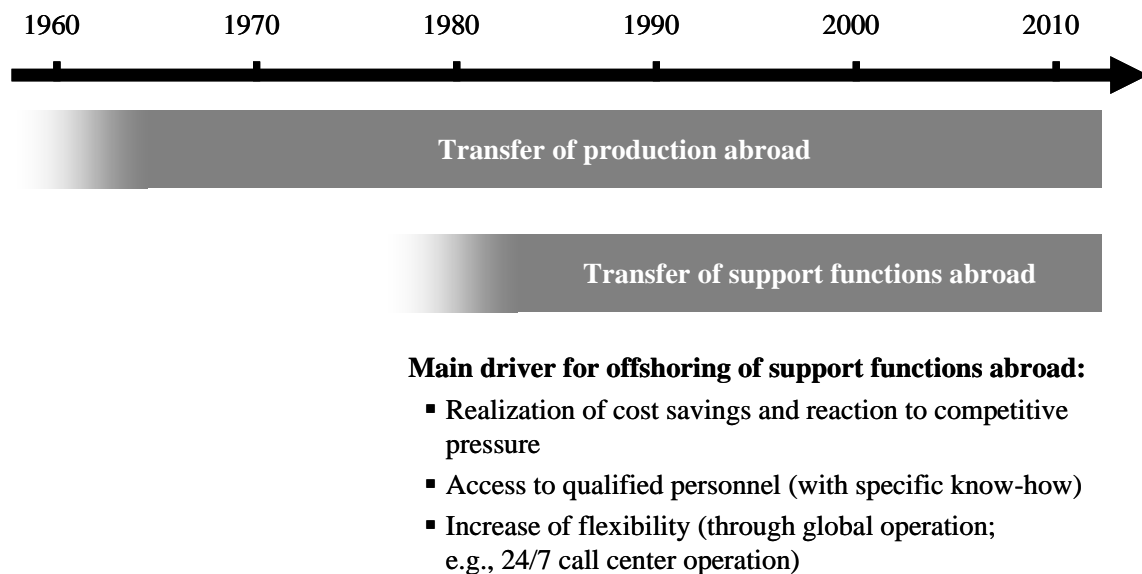 1960 1970 1980 1990 2000 2010
Transfer of production abroad
Transfer of support functions abroad
Main driver for offshoring of support functions abroad:
▪ Realization of cost savings and reaction to competitive
pressure
▪ Access to qualified personnel (with specific know-how)
▪ Increase of flexibility (through global operation;
e.g., 24/7 call center operation)